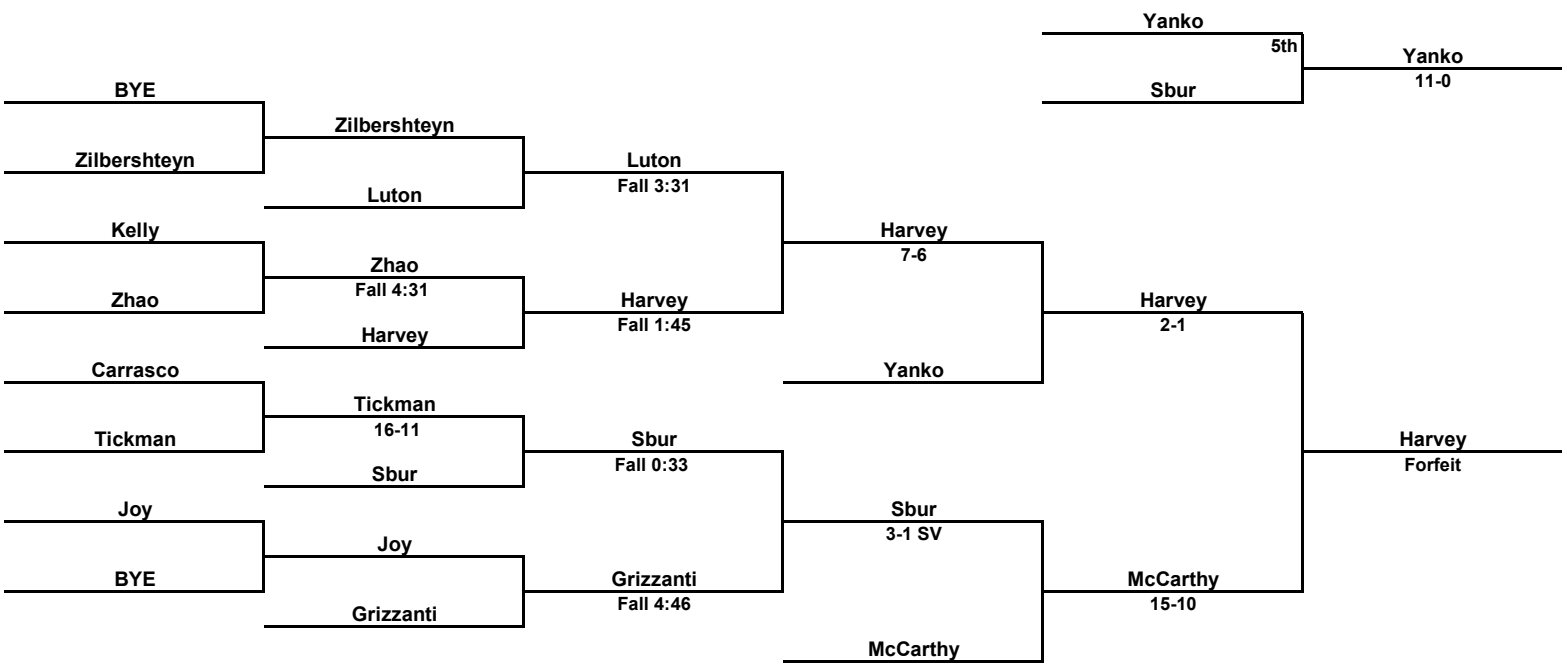 Yanko
5th
Yanko
11-0
Sbur
BYE
Zilbershteyn
Zilbershteyn
Luton
Fall 3:31
Luton
Kelly
Harvey
7-6
Zhao
Fall 4:31
Zhao
Harvey
Fall 1:45
Harvey
2-1
Harvey
Carrasco
Yanko
Tickman
16-11
Tickman
Sbur
Fall 0:33
Harvey
Forfeit
Sbur
Joy
Sbur
3-1 SV
Joy
BYE
Grizzanti
Fall 4:46
McCarthy
15-10
Grizzanti
McCarthy